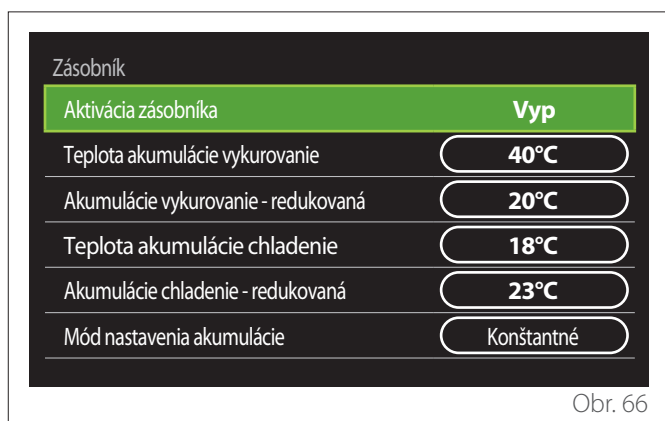 Zásobník
Aktivácia zásobníka Vyp
Teplota akumulácie vykurovanie 40°C
Akumulácie vykurovanie - redukovaná 20°C
Teplota akumulácie chladenie 18°C
Akumulácie chladenie - redukovaná 23°C
Mód nastavenia akumulácie Konštantné
Obr. 66